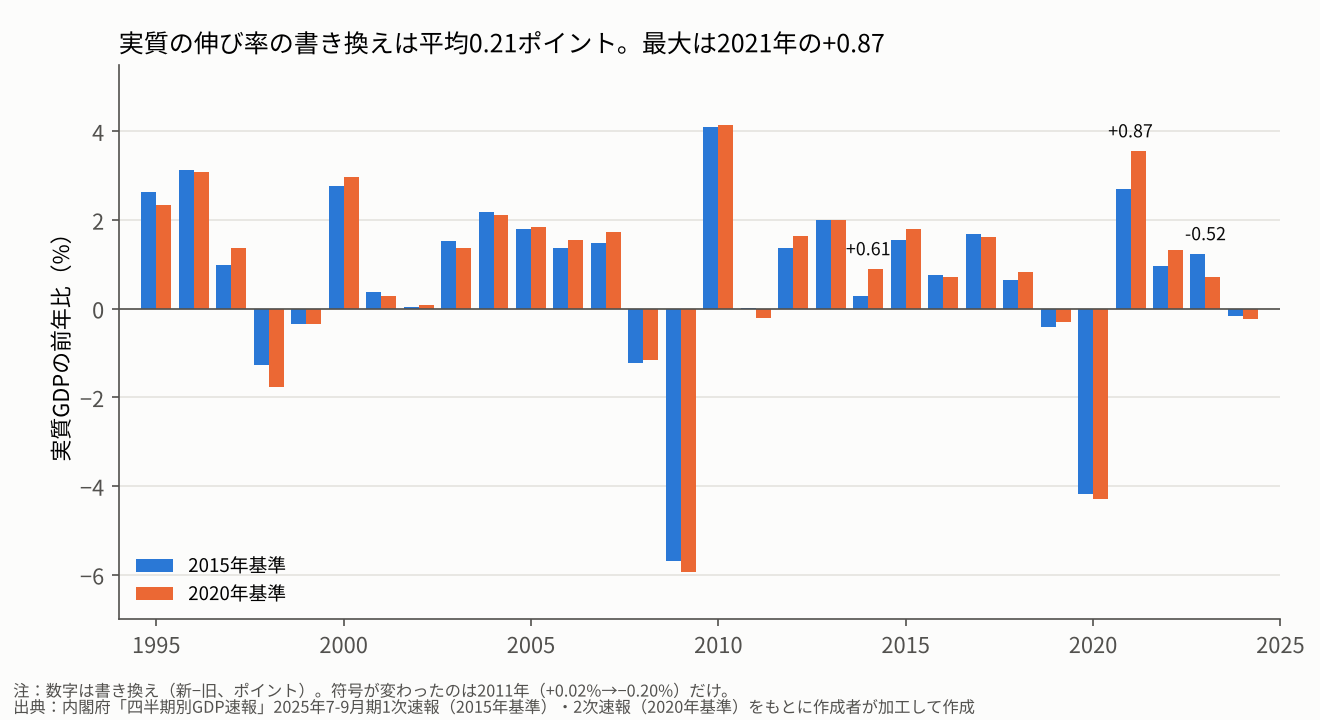 実質の伸び率の書き換えは平均0.21ポイント。最大は2021年の+0.87
実質GDPの前年比（%）
4
2
0
−2
−4
−6
+0.61
+0.87
-0.52
2015年基準
2020年基準
1995
2000
2005
2010
2015
2020
2025
注：数字は書き換え（新−旧、ポイント）。符号が変わったのは2011年（+0.02%→−0.20%）だけ。
出典：内閣府「四半期別GDP速報」2025年7-9月期1次速報（2015年基準）・2次速報（2020年基準）をもとに作成者が加工して作成